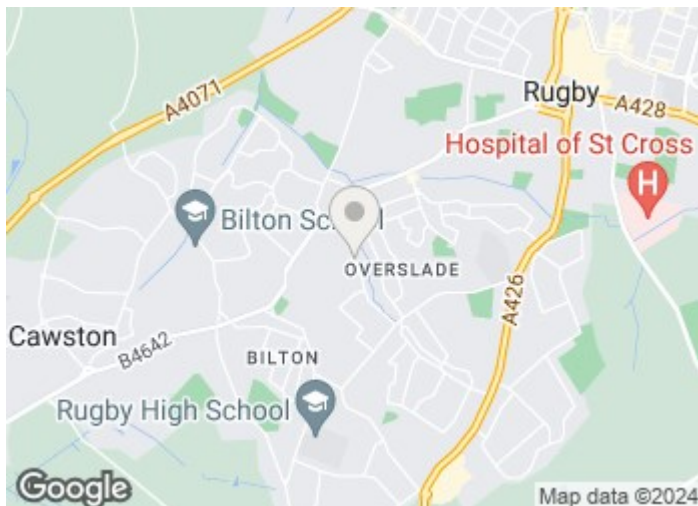 A4071
Rugby
A428
Hospital of St Cross
H
Bilton School
OVERSLADE
A426
Cawston
B4642
BILTON
Rugby High School
Google
Map data ©2024